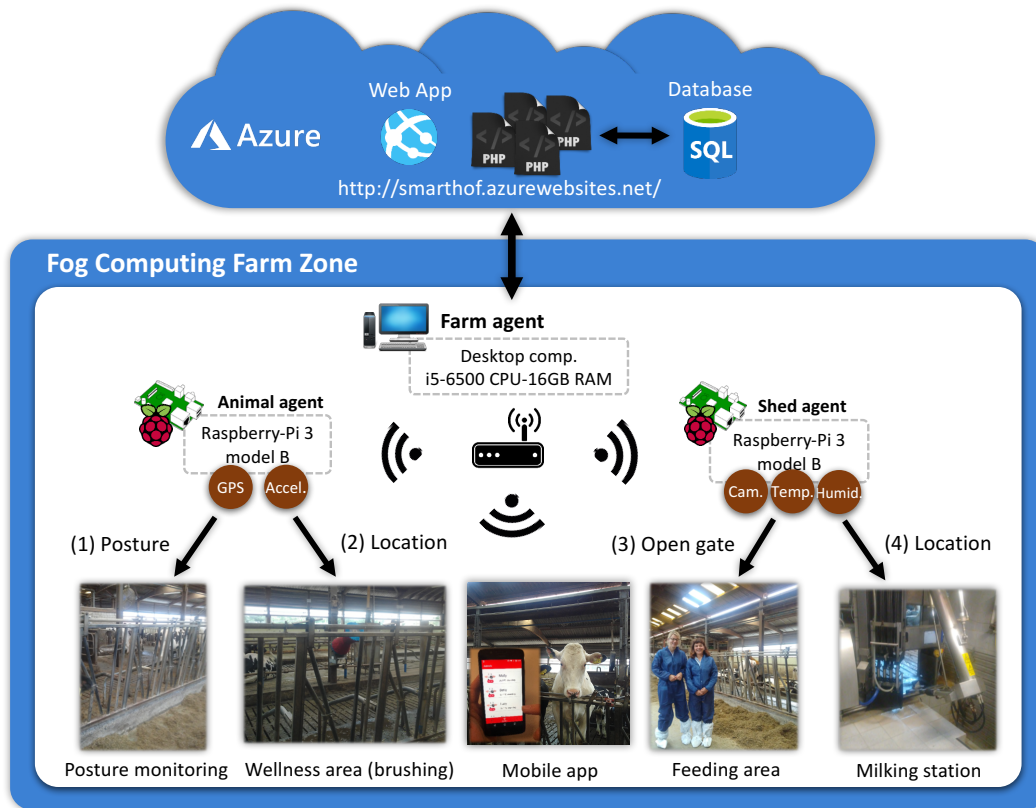 Web App
Database
Azure
PHP
PHP
PHP
SQL
http://smarthof.azurewebsites.net/
Fog Computing Farm Zone
Farm agent
Desktop comp.
i5-6500 CPU-16GB RAM
Animal agent
Raspberry-Pi 3
model B
GPS
Accel.
Shed agent
Raspberry-Pi 3
model B
Cam.
Temp.
Humid.
(1) Posture
(2) Location
(3) Open gate
(4) Location
Posture monitoring
Wellness area (brushing)
Mobile app
Feeding area
Milking station